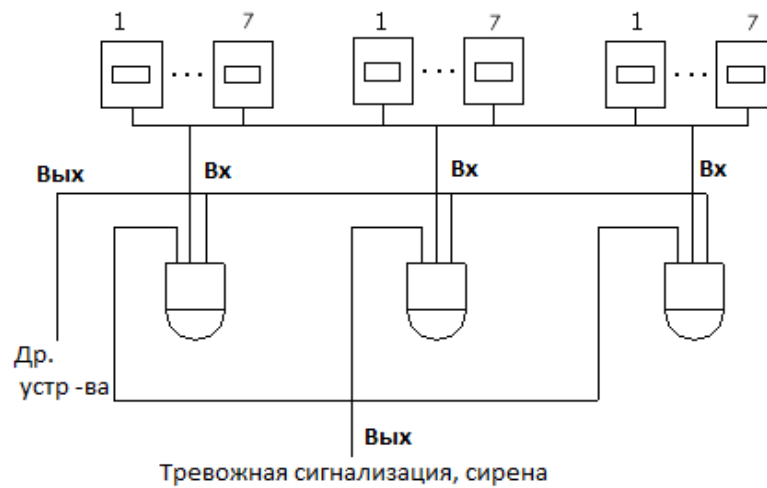 1 7 1 7 1 7
Вых Вх Вх Вх
Др.
устр -ва
Вых
Тревожная сигнализация, сирена